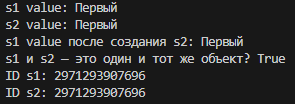 s1 value: Первый
s2 value: Первый
s1 value после создания s2: Первый
s1 и s2 — это один и тот же объект? True
ID s1: 2971293907696
ID s2: 2971293907696